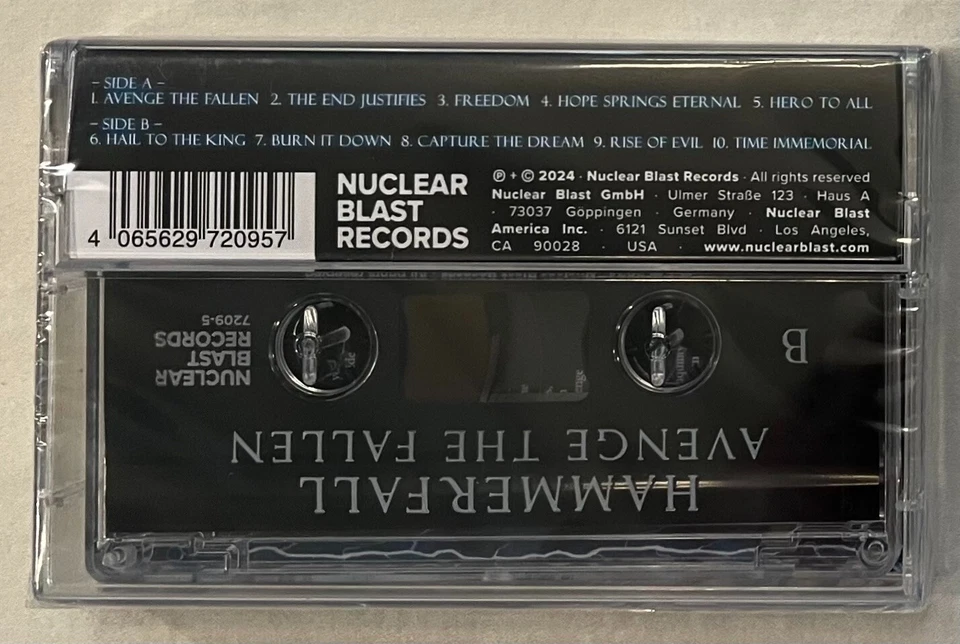 – SIDE A –
1. AVENGE THE FALLEN 2. THE END JUSTIFIES 3. FREEDOM 4. HOPE SPRINGS ETERNAL 5. HERO TO ALL
– SIDE B –
6. HAIL TO THE KING 7. BURN IT DOWN 8. CAPTURE THE DREAM 9. RISE OF EVIL 10. TIME IMMEMORIAL
4 065629 720957
NUCLEAR
BLAST
RECORDS
℗ + © 2024 · Nuclear Blast Records · All rights reserved
Nuclear Blast GmbH · Ulmer Straße 123 · Haus A
· 73037 Göppingen · Germany · Nuclear Blast
America Inc. · 6121 Sunset Blvd · Los Angeles,
CA 90028 · USA · www.nuclearblast.com
HAMMERFALL
AVENGE THE FALLEN
B
NUCLEAR
BLAST
RECORDS
7209-5